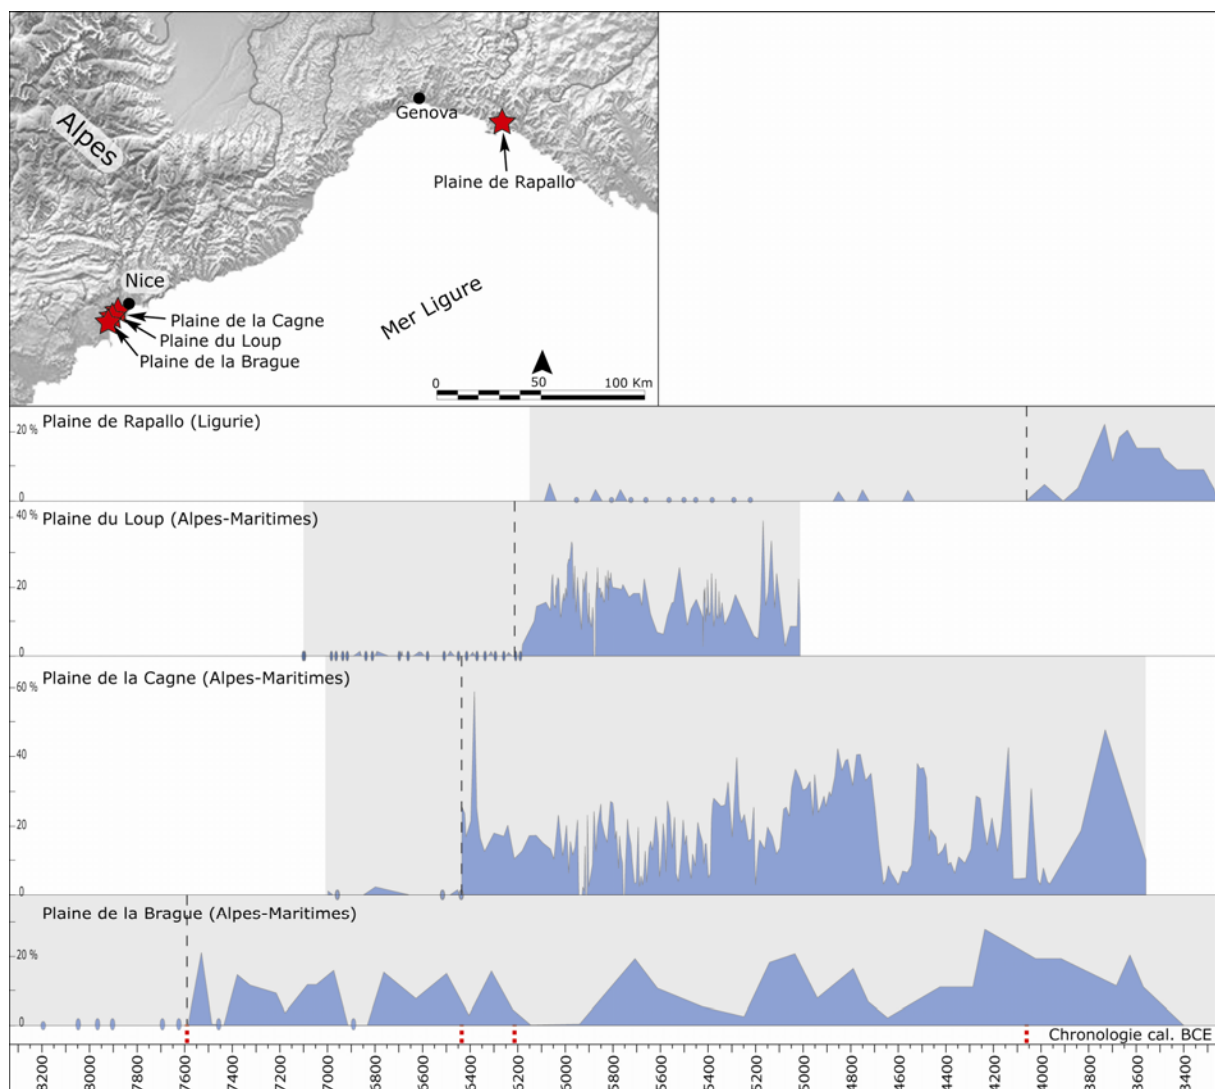 Alpes
Genova
Plaine de Rapallo
Nice
Plaine de la Cagne
Plaine du Loup
Plaine de la Brague
Mer Ligure
0 50 100 Km
Plaine de Rapallo (Ligurie)
20 %
0
Plaine du Loup (Alpes-Maritimes)
40 %
20
0
Plaine de la Cagne (Alpes-Maritimes)
60 %
40
20
0
Plaine de la Brague (Alpes-Maritimes)
20 %
0
Chronologie cal. BCE
8200 8000 7800 7600 7400 7200 7000 6800 6600 6400 6200 6000 5800 5600 5400 5200 5000 4800 4600 4400 4200 4000 3800 3600 3400